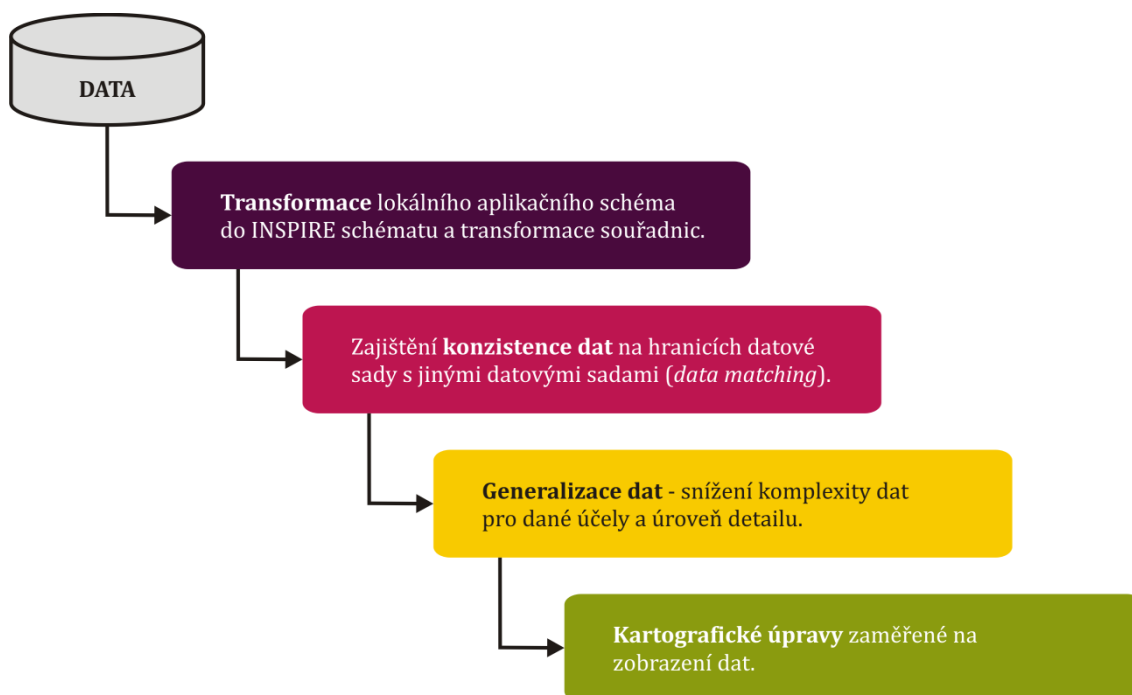 DATA
Transformace lokálního aplikačního schéma
do INSPIRE schématu a transformace souřadnic.
Zajištění konzistence dat na hranicích datové
sady s jinými datovými sadami (data matching).
Generalizace dat - snížení komplexity dat
pro dané účely a úroveň detailu.
Kartografické úpravy zaměřené na
zobrazení dat.